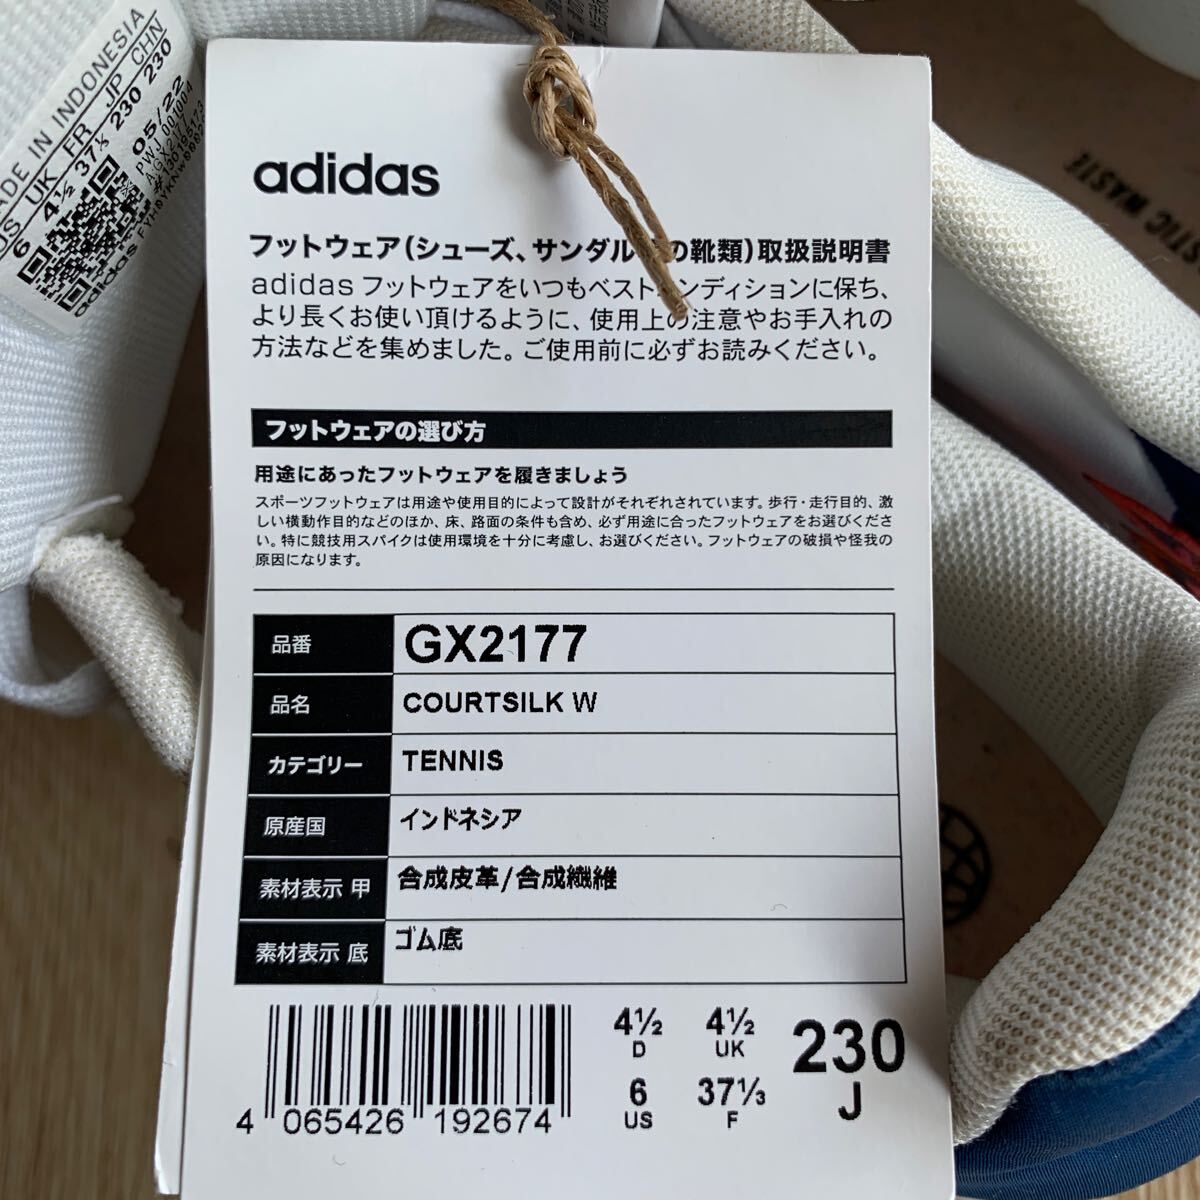 MADE IN INDONESIA
US UK FR JP CHN
6 4½ 37⅓ 230 230
05/22
PWJ 001004
GX2177
adidas
STIC WASTE
adidas
フットウェア(シューズ、サンダル の靴類)取扱説明書
adidas フットウェアをいつもベスト ンディションに保ち、
より長くお使い頂けるように、使用上の注意やお手入れの
方法などを集めました。ご使用前に必ずお読みください。
フットウェアの選び方
用途にあったフットウェアを履きましょう
スポーツフットウェアは用途や使用目的によって設計がそれぞれされています。歩行・走行目的、激
しい横動作目的などのほか、床、路面の条件も含め、必ず用途に合ったフットウェアをお選びくださ
い。特に競技用スパイクは使用環境を十分に考慮し、お選びください。フットウェアの破損や怪我の
原因になります。
品番 GX2177
品名 COURTSILK W
カテゴリー TENNIS
原産国 インドネシア
素材表示 甲 合成皮革/合成繊維
素材表示 底 ゴム底
4½ 4½ 230
D UK J
6 37⅓
US F
4 065426 192674